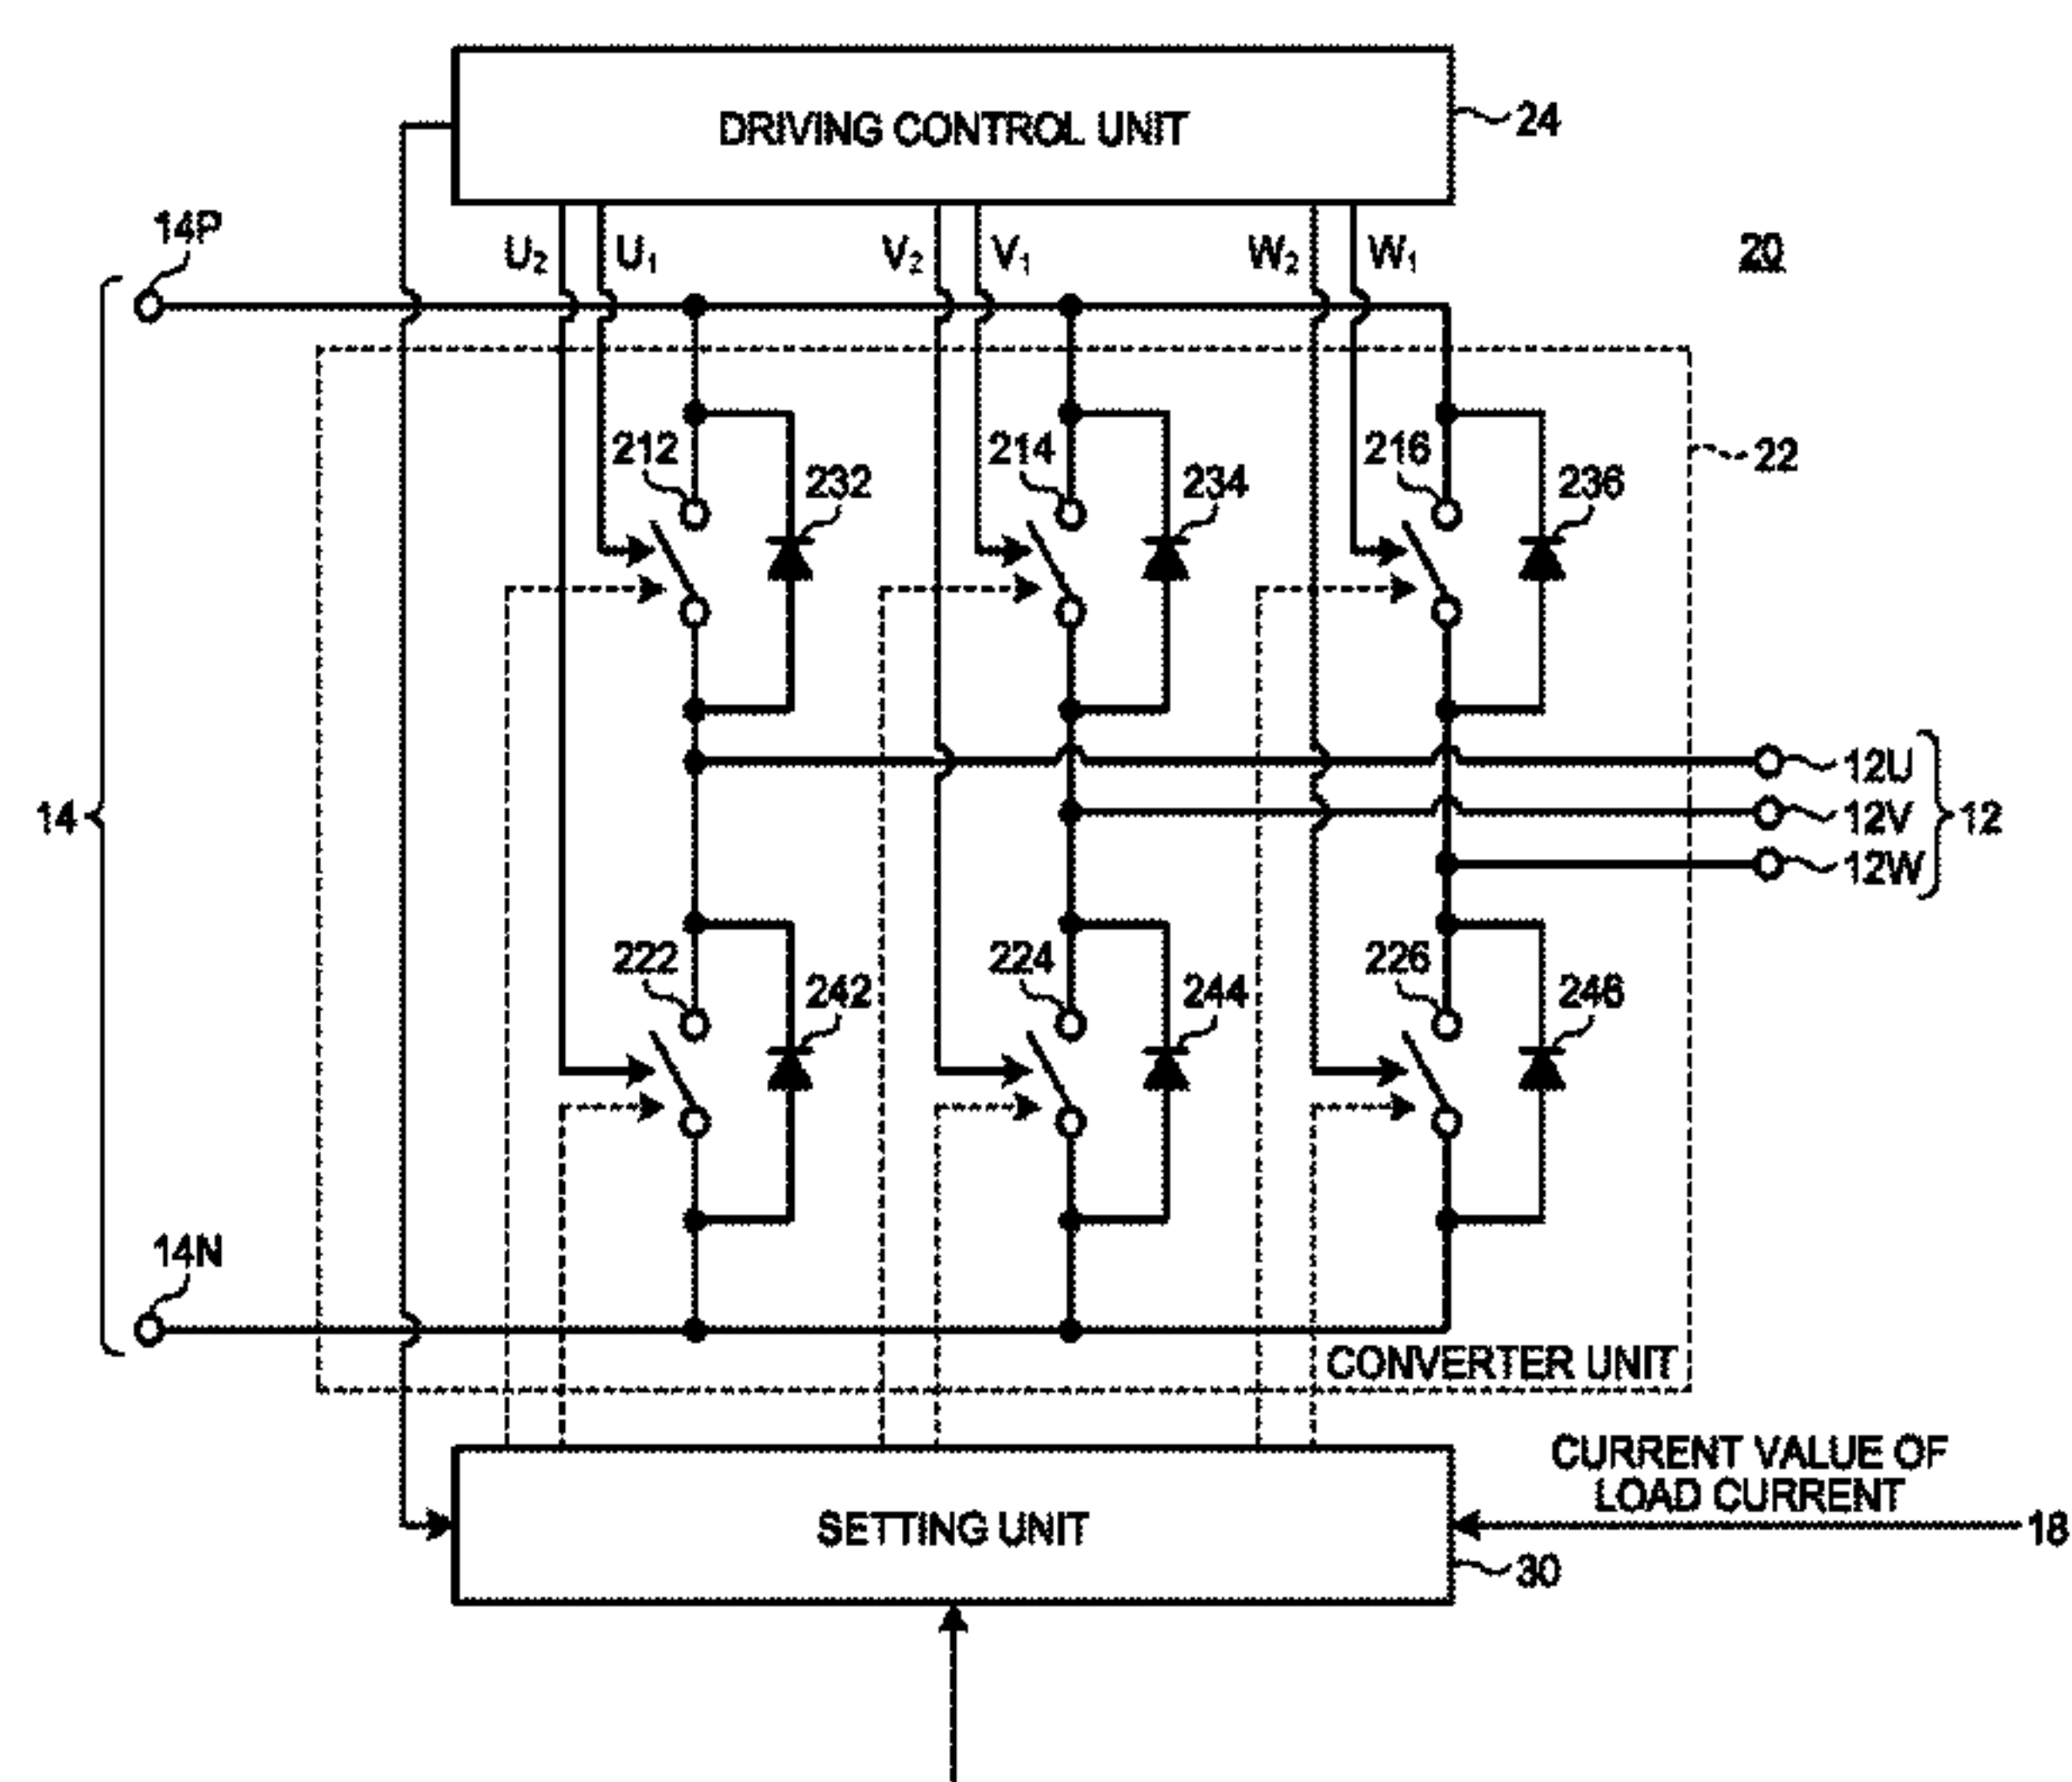 DRIVING CONTROL UNIT
24
14P
U₂ U₁ V₂ V₁ W₂ W₁
20
212 214 216
22
232 234 236
12U
14
12V
12
12W
222 224 226
242 244 246
14N
CONVERTER UNIT
CURRENT VALUE OF
LOAD CURRENT
SETTING UNIT
18
30